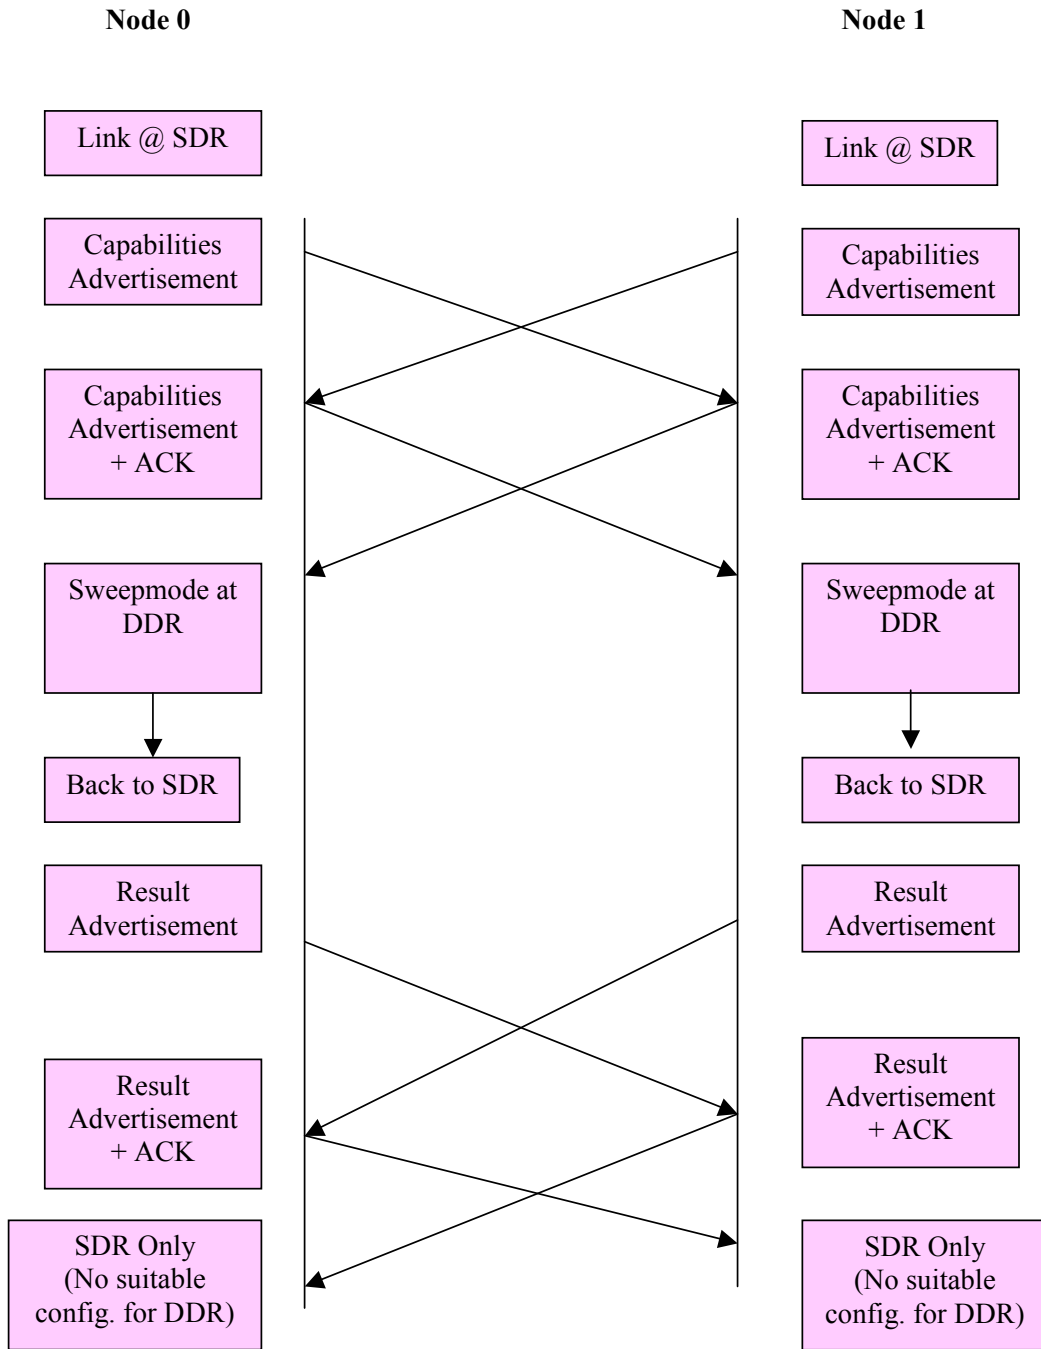 Node 0
Node 1
Link @ SDR
Link @ SDR
Capabilities
Advertisement
Capabilities
Advertisement
Capabilities
Advertisement
+ ACK
Capabilities
Advertisement
+ ACK
Sweepmode at
DDR
Sweepmode at
DDR
Back to SDR
Back to SDR
Result
Advertisement
Result
Advertisement
Result
Advertisement
+ ACK
Result
Advertisement
+ ACK
SDR Only
(No suitable
config. for DDR)
SDR Only
(No suitable
config. for DDR)